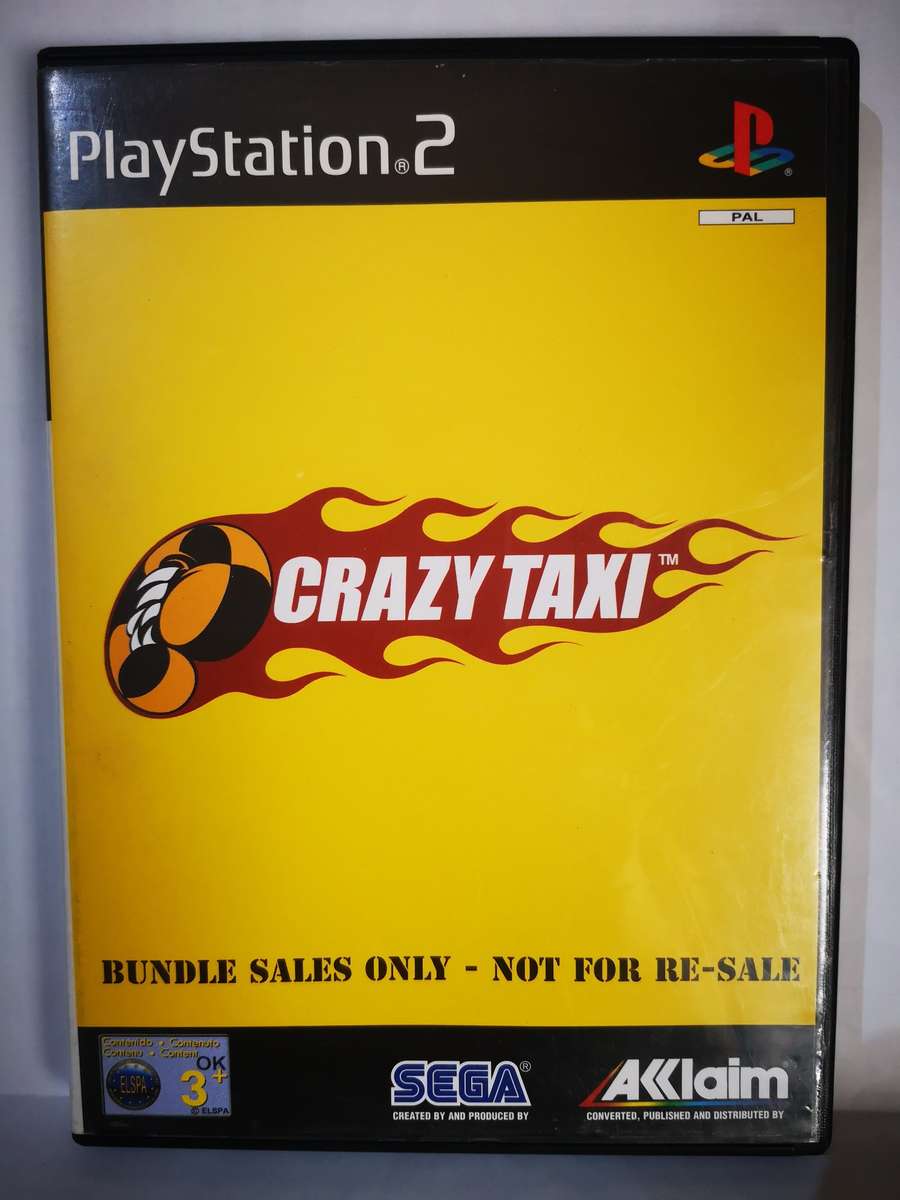 PlayStation®2
®
PAL
CRAZY TAXI™
BUNDLE SALES ONLY - NOT FOR RE-SALE
Contenido • Contenuto
Contenu • Content
OK
ELSPA
3+
© ELSPA
SEGA®
CREATED BY AND PRODUCED BY
AKKlaim
CONVERTED, PUBLISHED AND DISTRIBUTED BY